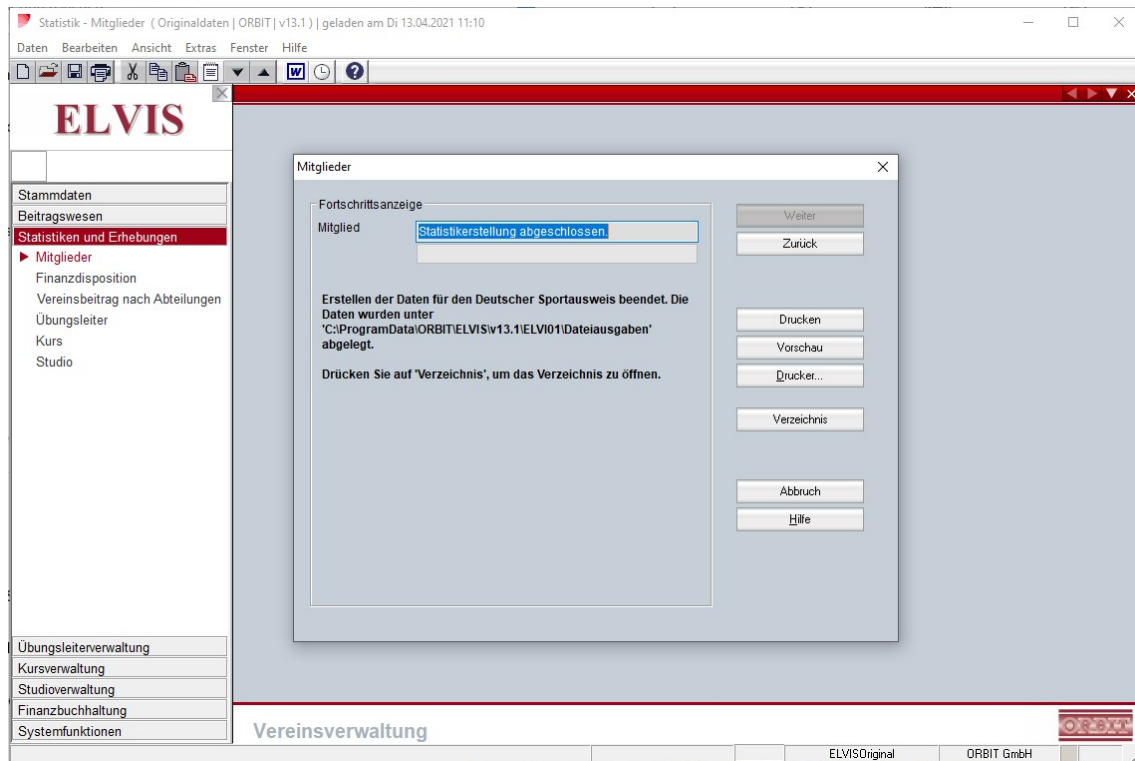 Statistik - Mitglieder ( Originaldaten | ORBIT | v13.1 ) | geladen am Di 13.04.2021 11:10
Daten Bearbeiten Ansicht Extras Fenster Hilfe
ELVIS
Stammdaten
Beitragswesen
Statistiken und Erhebungen
Mitglieder
Finanzdisposition
Vereinsbeitrag nach Abteilungen
Übungsleiter
Kurs
Studio
Übungsleiterverwaltung
Kursverwaltung
Studioverwaltung
Finanzbuchhaltung
Systemfunktionen
Mitglieder
Fortschrittsanzeige
Mitglied
Statistikerstellung abgeschlossen.
Erstellen der Daten für den Deutscher Sportausweis beendet. Die
Daten wurden unter
'C:\ProgramData\ORBIT\ELVIS\v13.1\ELVI01\Dateiausgaben'
abgelegt.
Drücken Sie auf 'Verzeichnis', um das Verzeichnis zu öffnen.
Weiter
Zurück
Drucken
Vorschau
Drucker...
Verzeichnis
Abbruch
Hilfe
Vereinsverwaltung
ORBIT
ELVISOriginal
ORBIT GmbH